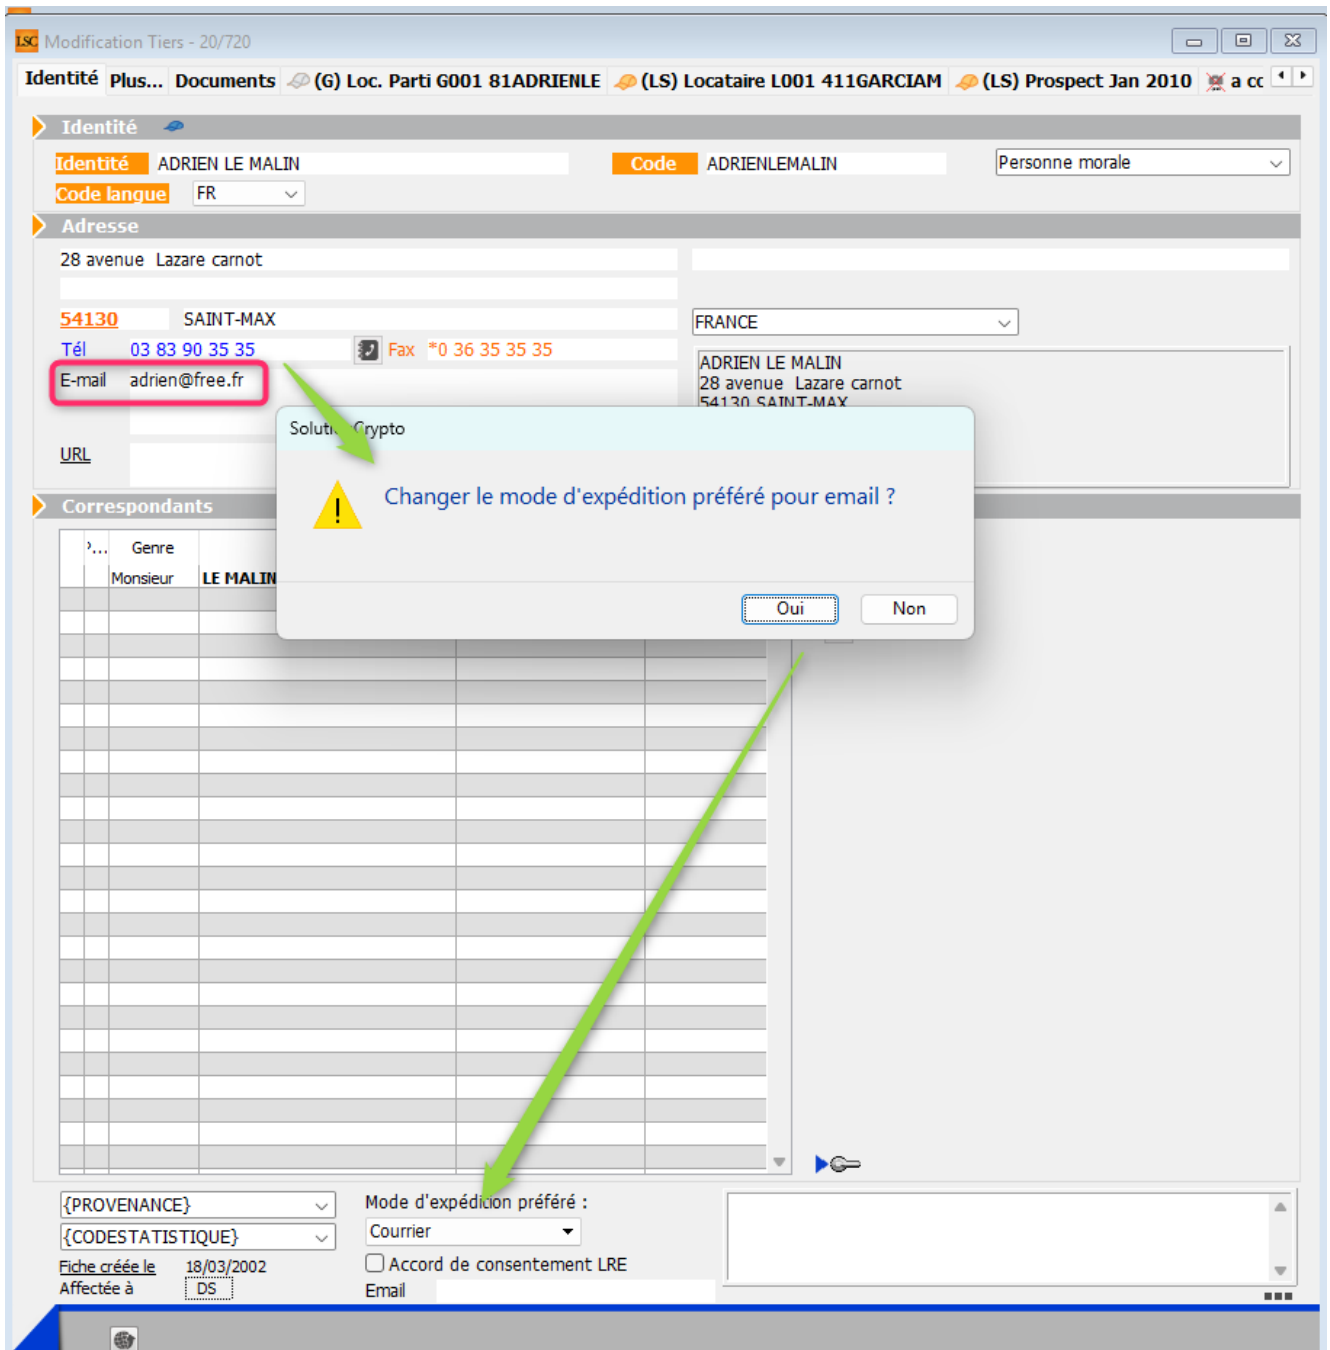 LSC Modification Tiers - 20/720
Identité Plus... Documents (G) Loc. Parti G001 81ADRIENLE (LS) Locataire L001 411GARCIAM (LS) Prospect Jan 2010 a cc
Identité
Identité ADRIEN LE MALIN Code ADRIENLEMALIN Personne morale
Code langue FR
Adresse
28 avenue Lazare carnot
54130 SAINT-MAX FRANCE
Tél 03 83 90 35 35 Fax *0 36 35 35 35
E-mail adrien@free.fr
ADRIEN LE MALIN
28 avenue Lazare carnot
54130 SAINT-MAX
URL
Crypto
Changer le mode d'expédition préféré pour email ?
Oui Non
Correspondants
Genre
Monsieur LE MALIN
{PROVENANCE}
{CODESTATISTIQUE}
Fiche créée le 18/03/2002
Affectée à DS
Mode d'expédition préféré :
Courrier
Accord de consentement LRE
Email